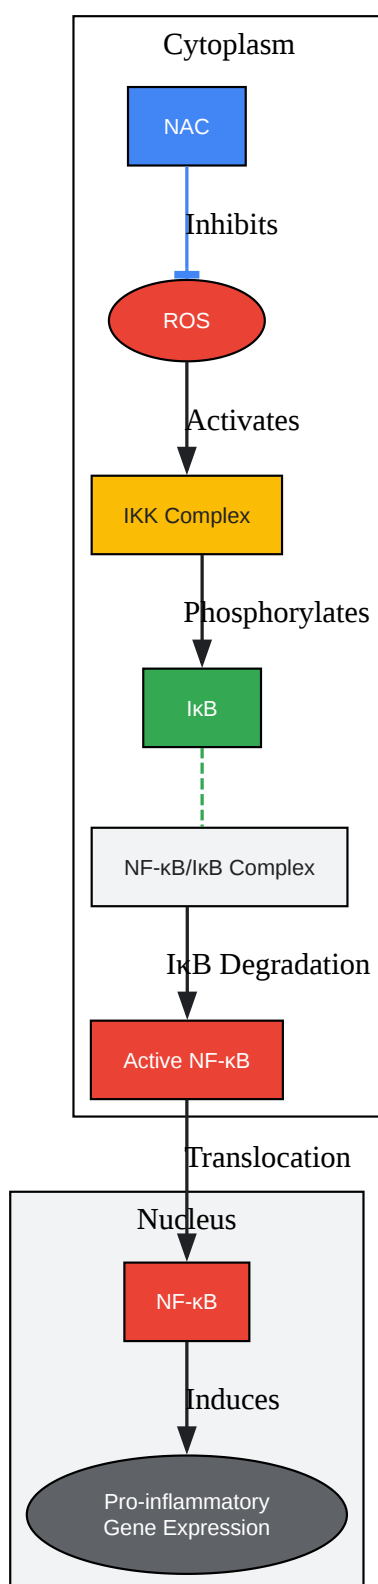 Cytoplasm
NAC
Inhibits
ROS
Activates
IKK Complex
Phosphorylates
IκB
NF-κB/IκB Complex
IκB Degradation
Active NF-κB
Translocation
Nucleus
NF-κB
Induces
Pro-inflammatory
Gene Expression